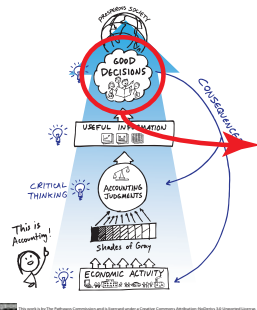 PROSPEROUS SOCIETY
GOOD
DECISIONS
CONSEQUENCES
USEFUL INFORMATION
CRITICAL
THINKING
ACCOUNTING
JUDGMENTS
This is
Accounting!
Shades of Gray
ECONOMIC ACTIVITY
This work is by The Pathways Commission and is licensed under a Creative Commons Attribution-NoDerivs 3.0 Unported License